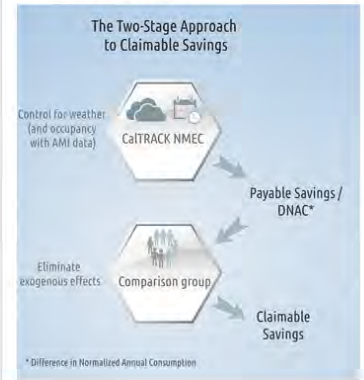 The Two-Stage Approach
to Claimable Savings
Control for weather
(and occupancy
with AMI data)
CalTRACK NMEC
Payable Savings /
DNAC*
Eliminate
exogenous effects
Comparison group
Claimable
Savings
* Difference in Normalized Annual Consumption